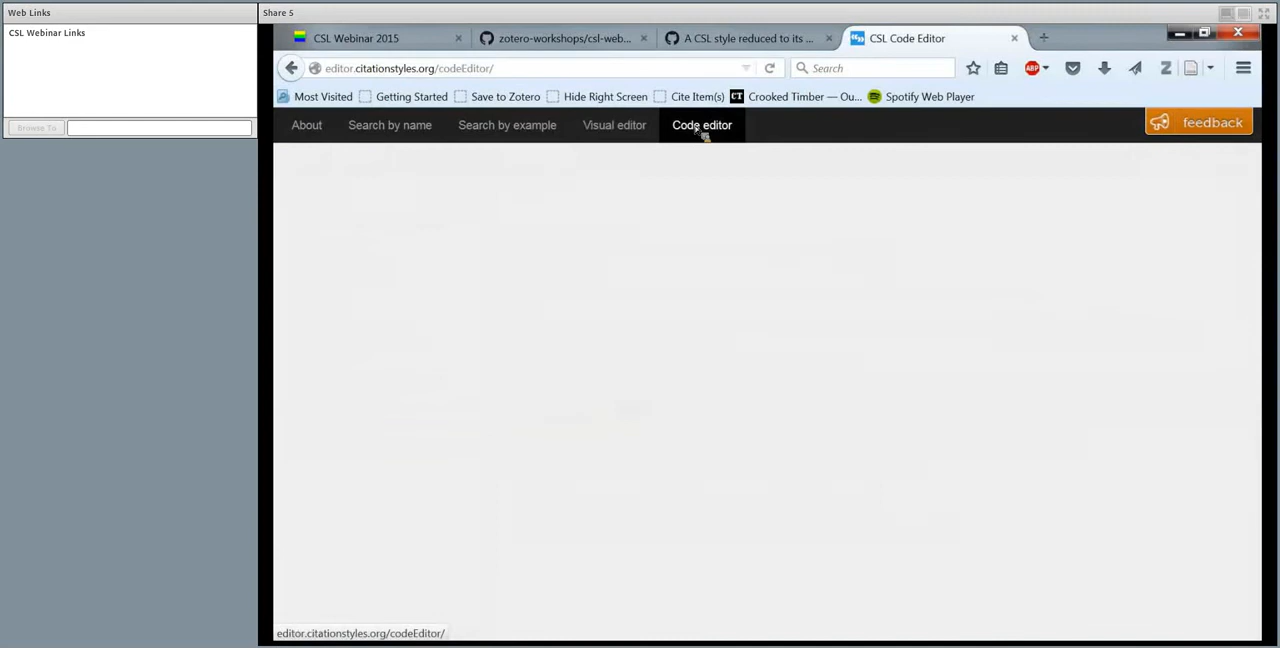 Web Links
CSL Webinar Links
Browse To
Share 5
CSL Webinar 2015
zotero-workshops/csl-web...
A CSL style reduced to its ...
CSL Code Editor
editor.citationstyles.org/codeEditor/
Search
ABP
Z
Most Visited
Getting Started
Save to Zotero
Hide Right Screen
Cite Item(s)
CT
Crooked Timber — Ou...
Spotify Web Player
About
Search by name
Search by example
Visual editor
Code editor
feedback
editor.citationstyles.org/codeEditor/